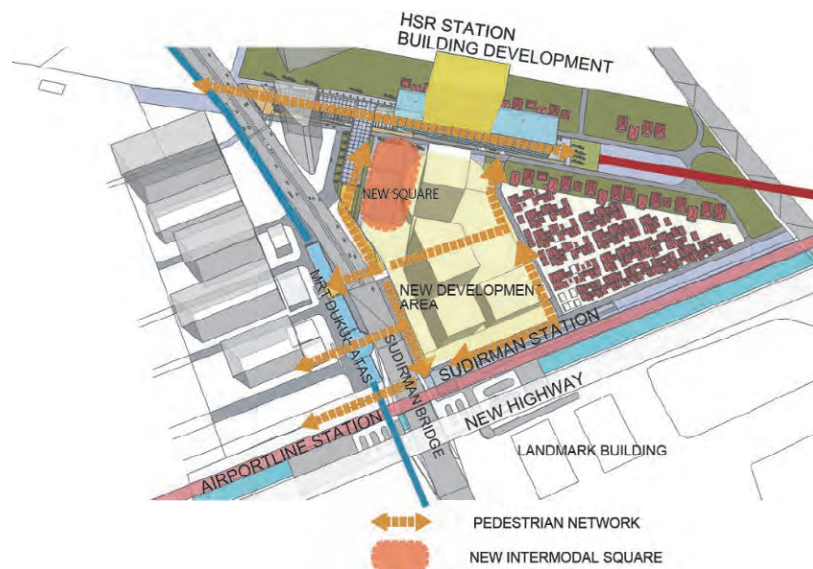 HSR STATION
BUILDING DEVELOPMENT
NEW SQUARE
NEW DEVELOPMENT
AREA
MRT DUKUH ATAS
SUDIRMAN BRIDGE
SUDIRMAN STATION
AIRPORTLINE STATION
NEW HIGHWAY
LANDMARK BUILDING
PEDESTRIAN NETWORK
NEW INTERMODAL SQUARE